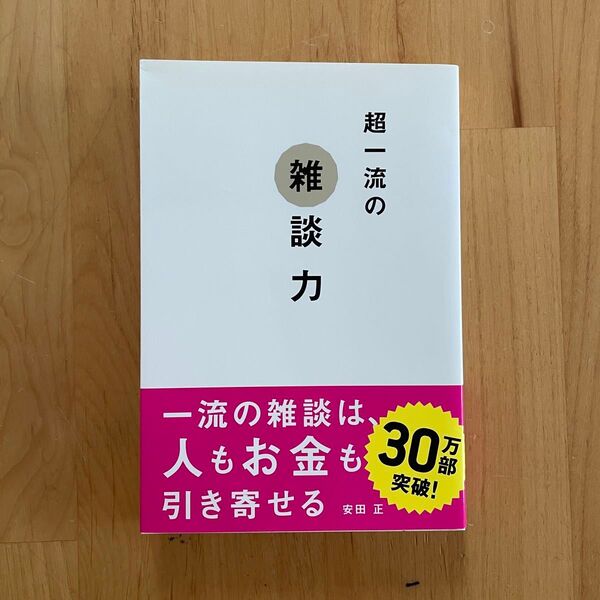 超一流の
雑談力
一流の雑談は、
人もお金も
引き寄せる
安田 正
30万部
突破!